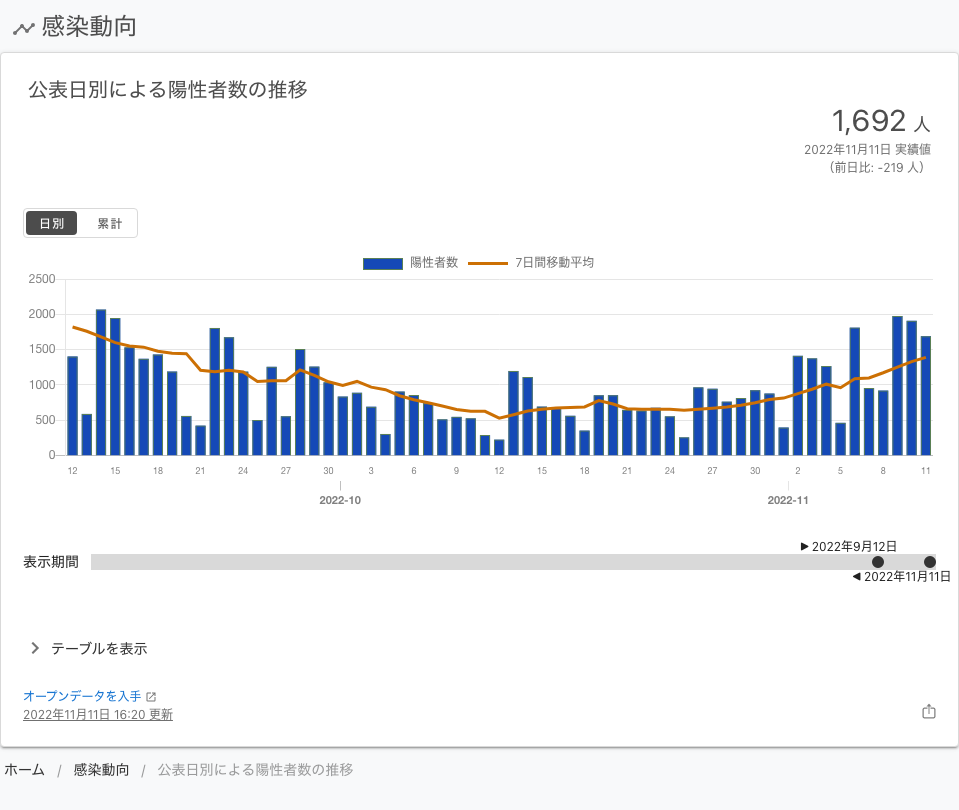 感染動向
公表日別による陽性者数の推移
1,692 人
2022年11月11日 実績値
（前日比: -219 人）
日別 累計
陽性者数 7日間移動平均
2500
2000
1500
1000
500
0
12 15 18 21 24 27 30 3 6 9 12 15 18 21 24 27 30 2 5 8 11
2022-10 2022-11
▶ 2022年9月12日
表示期間
◀ 2022年11月11日
テーブルを表示
オープンデータを入手
2022年11月11日 16:20 更新
ホーム / 感染動向 / 公表日別による陽性者数の推移